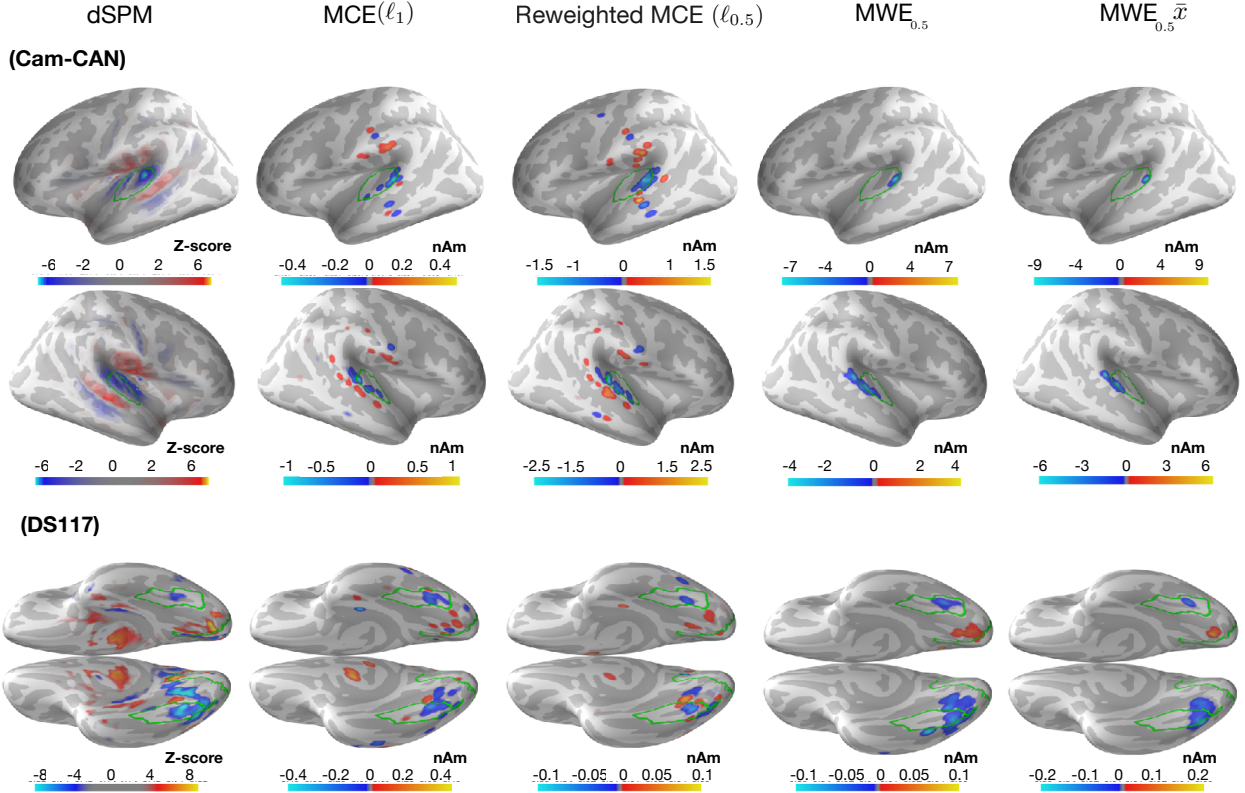 dSPM MCE(ℓ₁) Reweighted MCE (ℓ₀.₅) MWE₀.₅ MWE₀.₅ x̄
(Cam-CAN)
Z-score nAm nAm nAm nAm
-6 -2 0 2 6 -0.4 -0.2 0 0.2 0.4 -1.5 -1 0 1 1.5 -7 -4 0 4 7 -9 -4 0 4 9
Z-score nAm nAm nAm nAm
-6 -2 0 2 6 -1 -0.5 0 0.5 1 -2.5 -1.5 0 1.5 2.5 -4 -2 0 2 4 -6 -3 0 3 6
(DS117)
Z-score nAm nAm nAm nAm
-8 -4 0 4 8 -0.4 -0.2 0 0.2 0.4 -0.1 -0.05 0 0.05 0.1 -0.1 -0.05 0 0.05 0.1 -0.2 -0.1 0 0.1 0.2